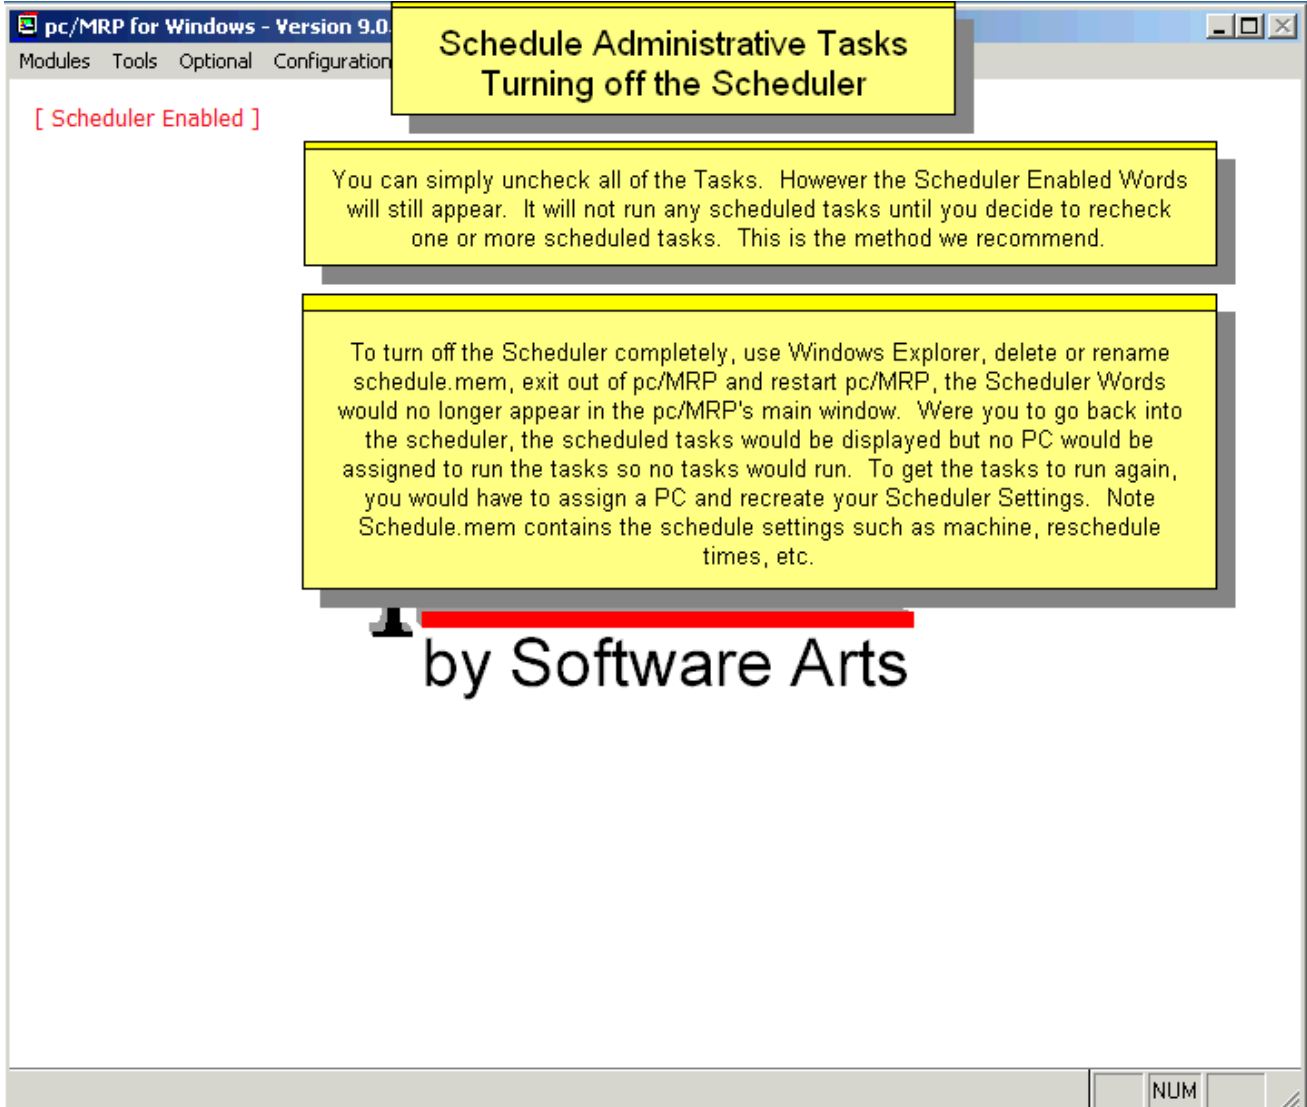 pc/MRP for Windows - Version 9.0.
Modules Tools Optional Configuration
Schedule Administrative Tasks
Turning off the Scheduler
[ Scheduler Enabled ]
You can simply uncheck all of the Tasks. However the Scheduler Enabled Words
will still appear. It will not run any scheduled tasks until you decide to recheck
one or more scheduled tasks. This is the method we recommend.
To turn off the Scheduler completely, use Windows Explorer, delete or rename
schedule.mem, exit out of pc/MRP and restart pc/MRP, the Scheduler Words
would no longer appear in the pc/MRP's main window. Were you to go back into
the scheduler, the scheduled tasks would be displayed but no PC would be
assigned to run the tasks so no tasks would run. To get the tasks to run again,
you would have to assign a PC and recreate your Scheduler Settings. Note
Schedule.mem contains the schedule settings such as machine, reschedule
times, etc.
by Software Arts
NUM